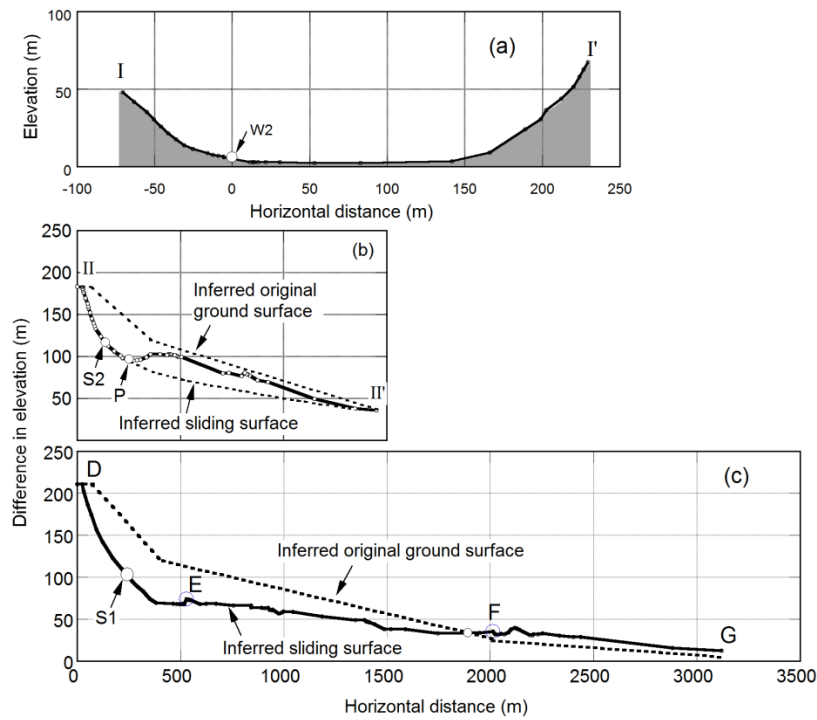 100
(a)
I
I'
Elevation (m)
50
W2
0
-100
-50
0
50
100
150
200
250
Horizontal distance (m)
250
(b)
200
II
Inferred original
ground surface
150
100
S2
P
50
II'
Inferred sliding surface
Difference in elevation (m)
250
D
(c)
200
150
Inferred original ground surface
100
S1
E
F
50
Inferred sliding surface
G
0
0
500
1000
1500
2000
2500
3000
3500
Horizontal distance (m)